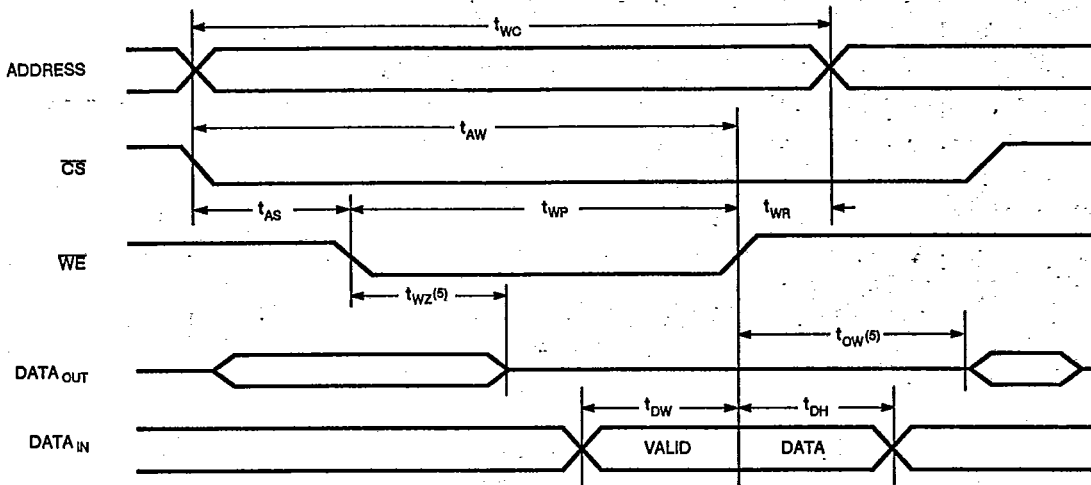 tWC
ADDRESS
tAW
CS
tAS tWP tWR
WE
tWZ(5)
tOW(5)
DATA OUT
tDW tDH
DATA IN VALID DATA